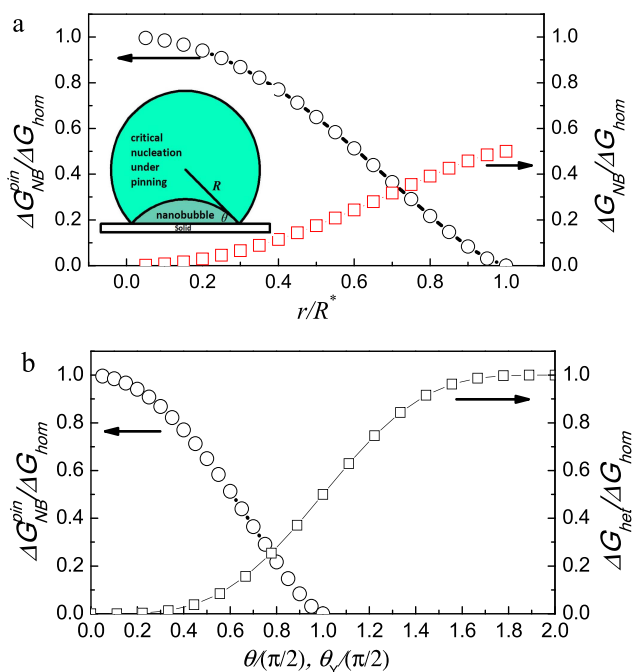 a
1.0
0.8
0.6
0.4
0.2
0.0
ΔG_NB^pin/ΔG_hom
critical
nucleation
under
pinning
R
θ
nanobubble
Solid
1.0
0.8
0.6
0.4
0.2
0.0
ΔG_NB/ΔG_hom
0.0 0.2 0.4 0.6 0.8 1.0
r/R*
b
1.0
0.8
0.6
0.4
0.2
0.0
ΔG_NB^pin/ΔG_hom
1.0
0.8
0.6
0.4
0.2
0.0
ΔG_het/ΔG_hom
0.0 0.2 0.4 0.6 0.8 1.0 1.2 1.4 1.6 1.8 2.0
θ/(π/2), θ_Y/(π/2)